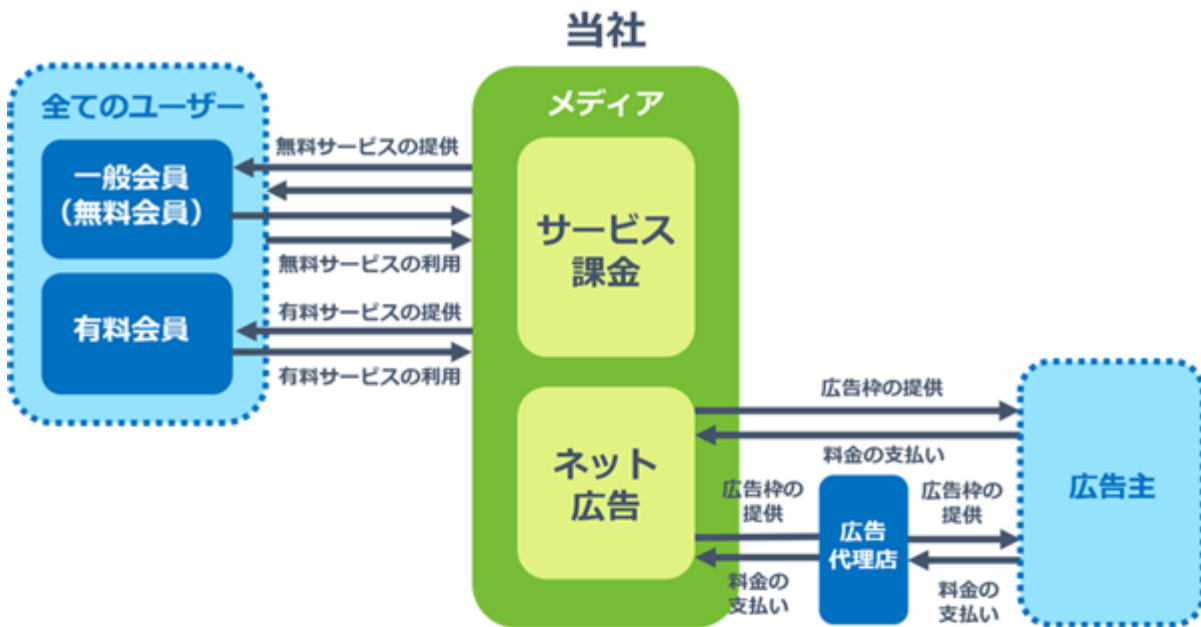 当社
全てのユーザー
一般会員
（無料会員）
有料会員
無料サービスの提供
無料サービスの利用
有料サービスの提供
有料サービスの利用
メディア
サービス
課金
ネット
広告
広告枠の提供
料金の支払い
広告枠の
提供
料金の
支払い
広告
代理店
広告枠の
提供
料金の
支払い
広告主